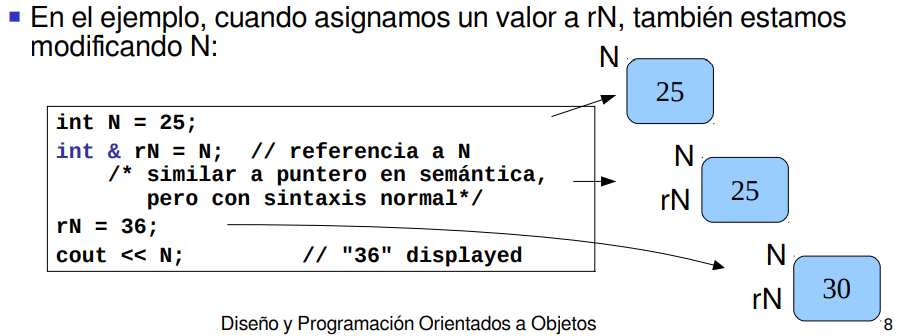 En el ejemplo, cuando asignamos un valor a rN, también estamos
modificando N:
N
25
int N = 25;
int & rN = N;  // referencia a N
/* similar a puntero en semántica,
pero con sintaxis normal*/
rN = 36;
cout << N;         // "36" displayed
N
rN
25
N
rN
30
Diseño y Programación Orientados a Objetos
8